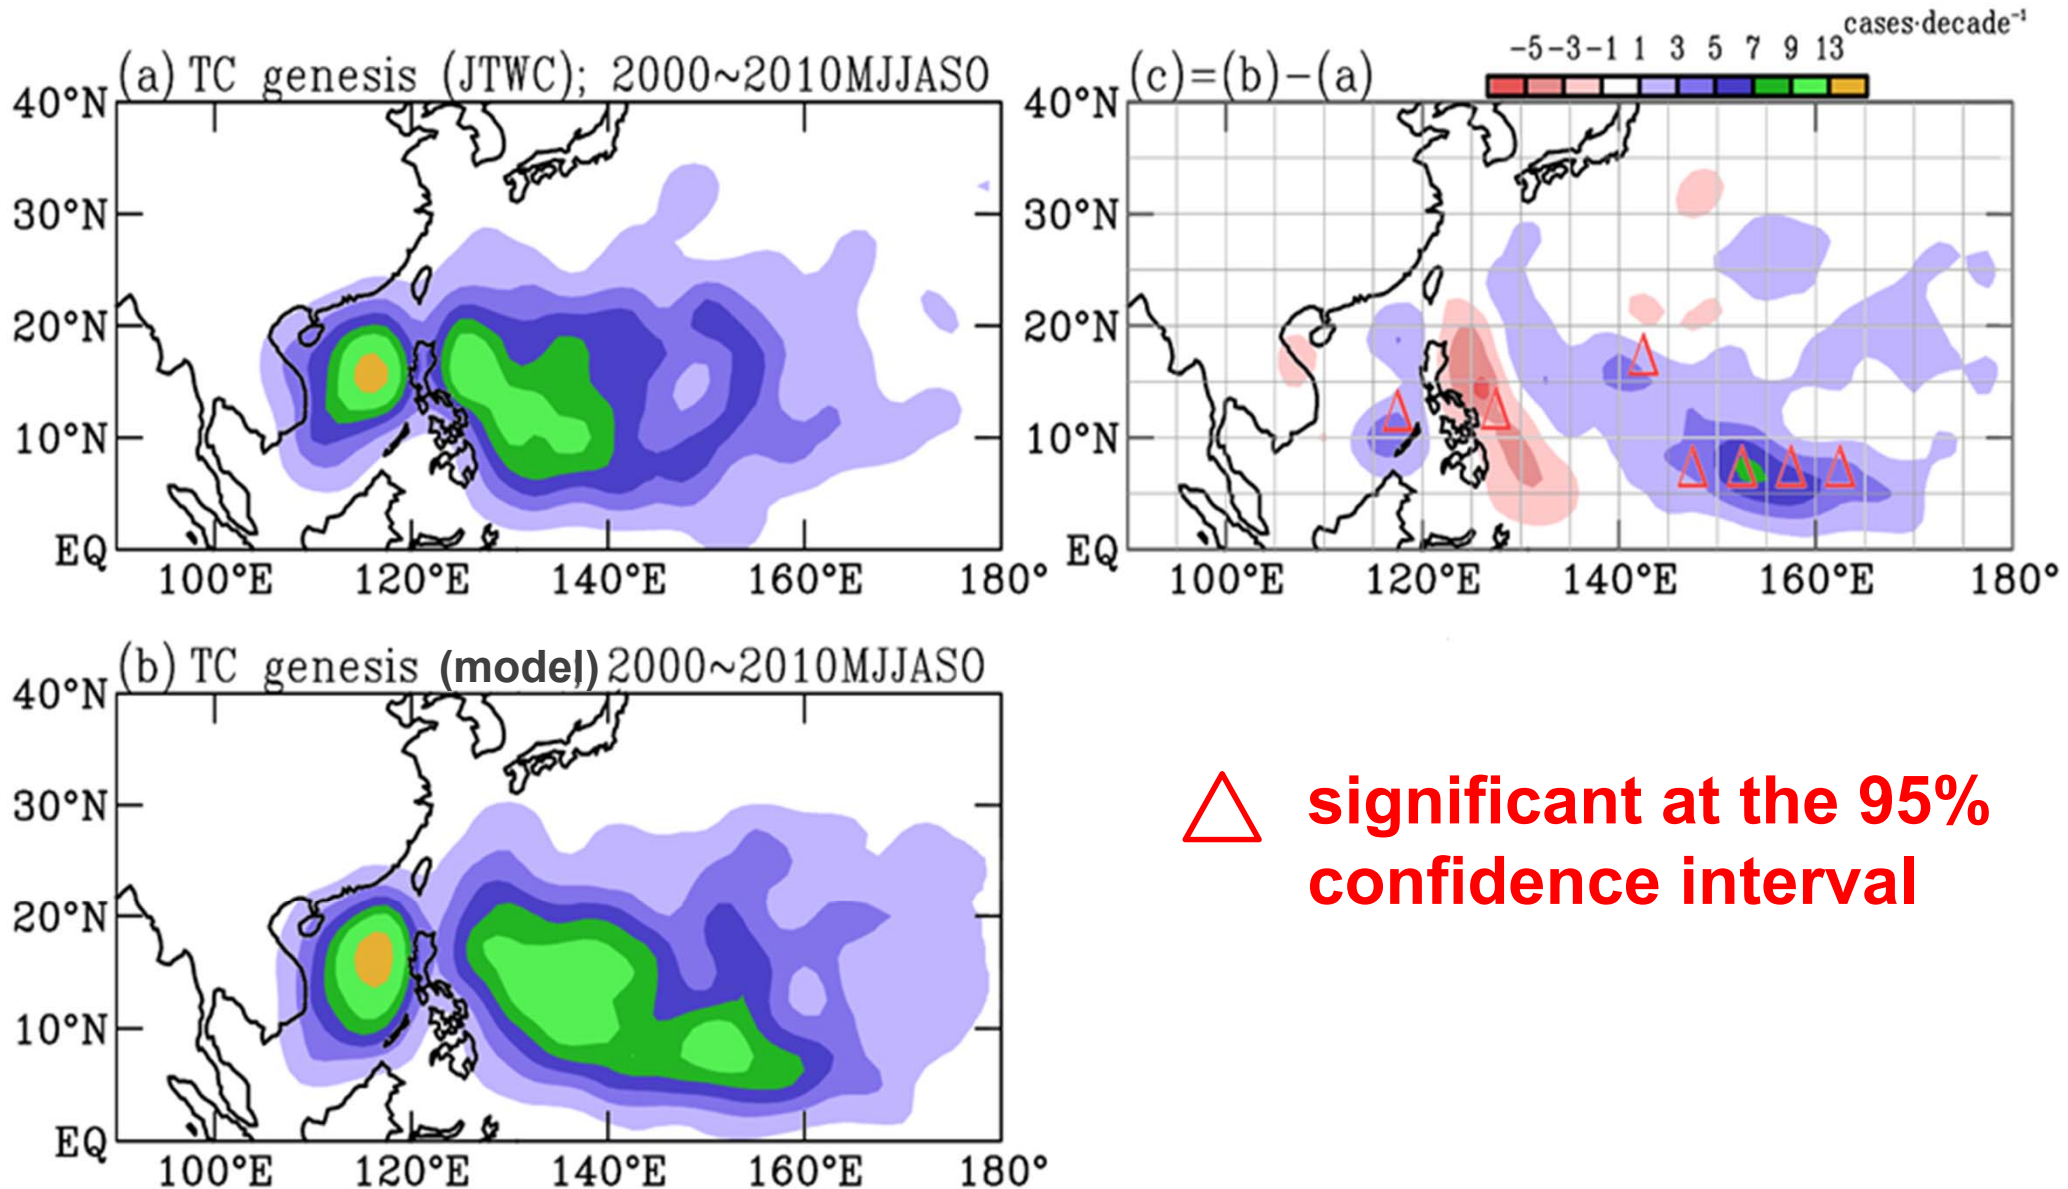 (a) TC genesis (JTWC); 2000~2010MJJASO
40°N
30°N
20°N
10°N
EQ
100°E 120°E 140°E 160°E 180°
(c)=(b)-(a)
cases·decade⁻¹
-5 -3 -1 1 3 5 7 9 13
40°N
30°N
20°N
10°N
EQ
100°E 120°E 140°E 160°E 180°
(b) TC genesis (model) 2000~2010MJJASO
40°N
30°N
20°N
10°N
EQ
100°E 120°E 140°E 160°E 180°
significant at the 95%
confidence interval